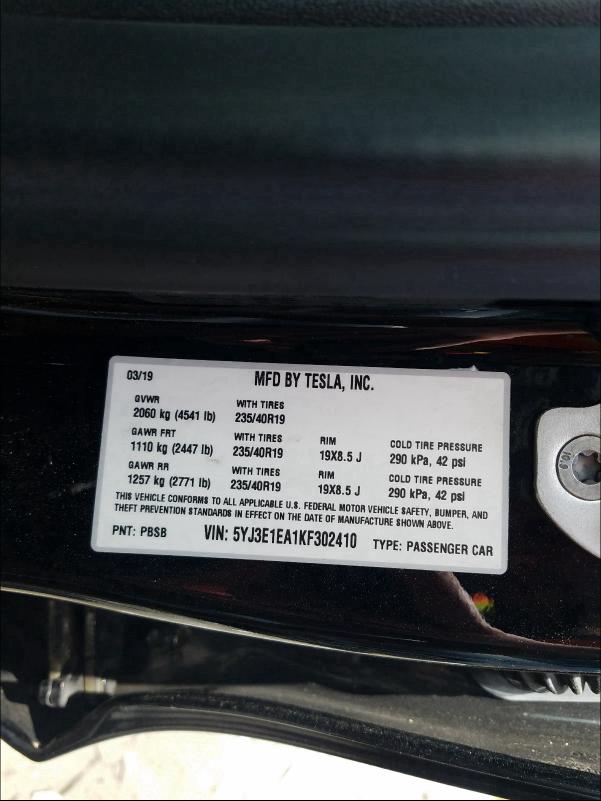 03/19 MFD BY TESLA, INC.
GVWR WITH TIRES
2060 kg (4541 lb) 235/40R19
GAWR FRT WITH TIRES RIM COLD TIRE PRESSURE
1110 kg (2447 lb) 235/40R19 19X8.5 J 290 kPa, 42 psi
GAWR RR WITH TIRES RIM COLD TIRE PRESSURE
1257 kg (2771 lb) 235/40R19 19X8.5 J 290 kPa, 42 psi
THIS VEHICLE CONFORMS TO ALL APPLICABLE U.S. FEDERAL MOTOR VEHICLE SAFETY, BUMPER, AND
THEFT PREVENTION STANDARDS IN EFFECT ON THE DATE OF MANUFACTURE SHOWN ABOVE.
PNT: PBSB VIN: 5YJ3E1EA1KF302410 TYPE: PASSENGER CAR
10.9